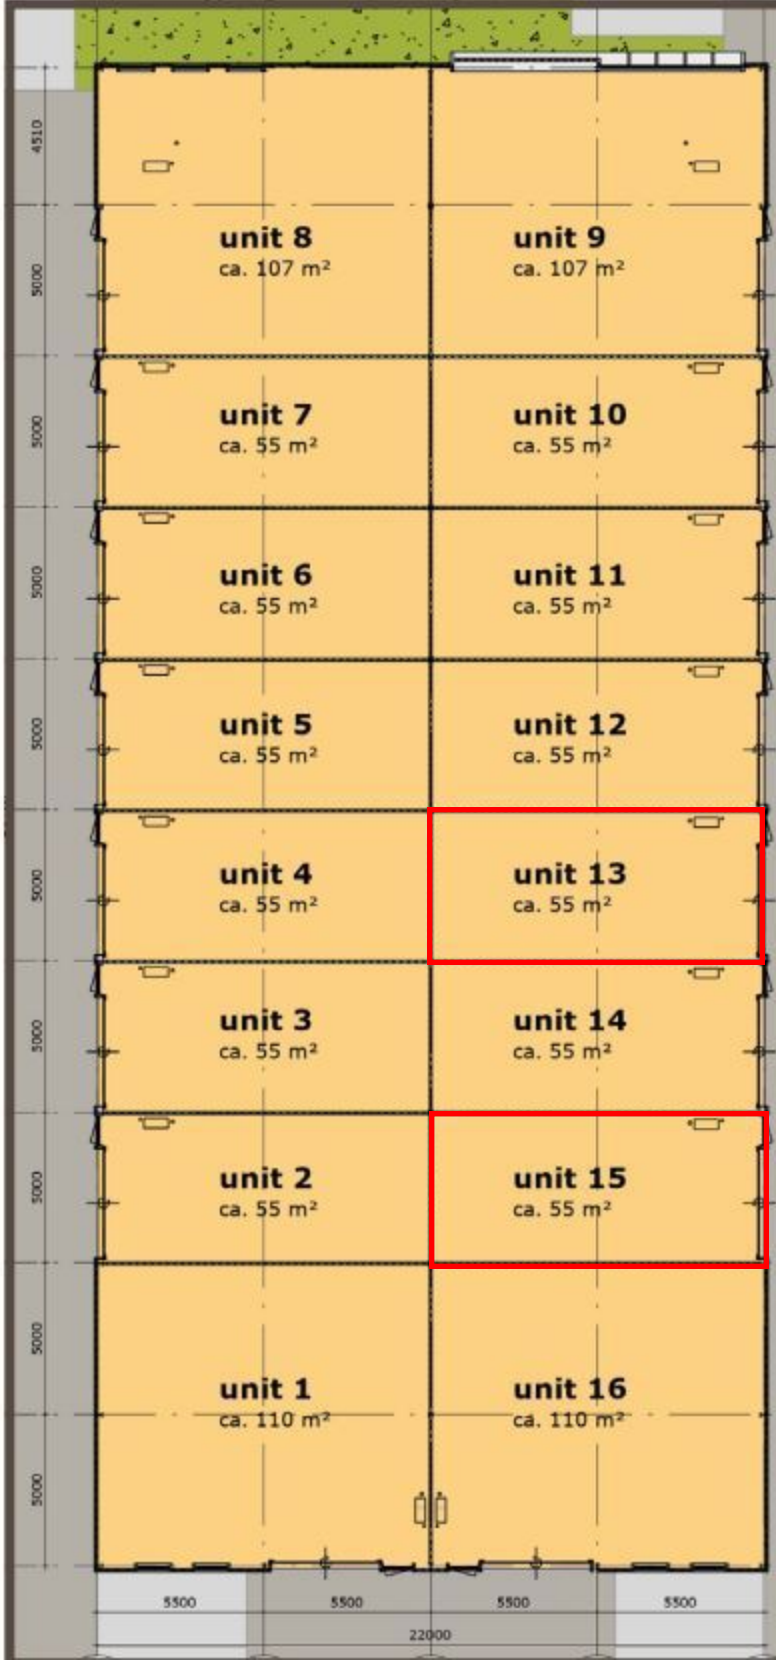 4510
unit 8
ca. 107 m²
unit 9
ca. 107 m²
5000
unit 7
ca. 55 m²
unit 10
ca. 55 m²
5000
unit 6
ca. 55 m²
unit 11
ca. 55 m²
5000
unit 5
ca. 55 m²
unit 12
ca. 55 m²
5000
unit 4
ca. 55 m²
unit 13
ca. 55 m²
5000
unit 3
ca. 55 m²
unit 14
ca. 55 m²
5000
unit 2
ca. 55 m²
unit 15
ca. 55 m²
5000
5000
unit 1
ca. 110 m²
unit 16
ca. 110 m²
5000
5500 5500 5500 5500
22000